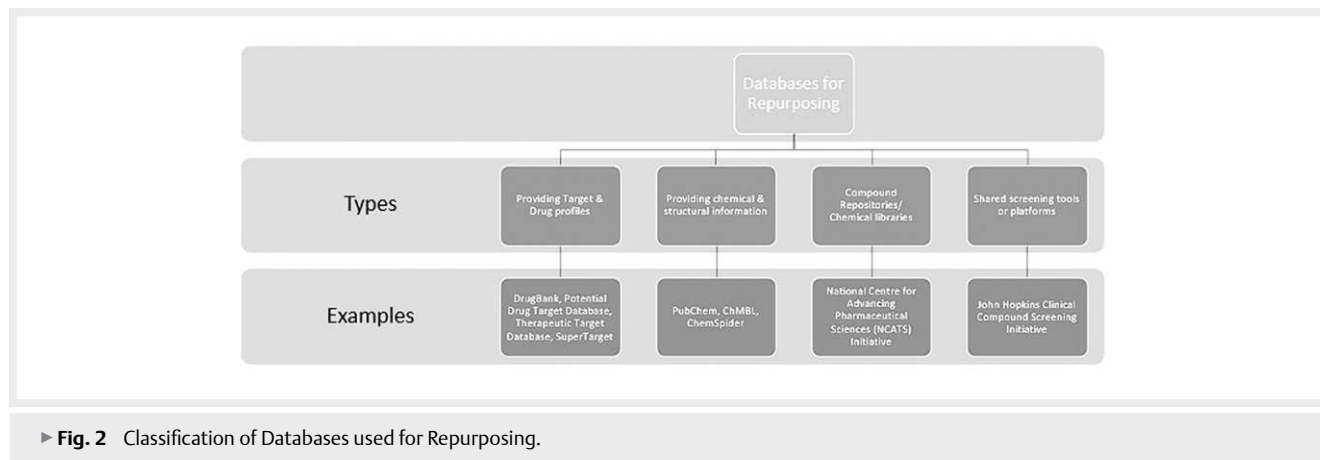 Databases for
Repurposing
Types
Providing Target &
Drug profiles
Providing chemical &
structural information
Compound
Repositories/
Chemical libraries
Shared screening tools
or platforms
Examples
DrugBank, Potential
Drug Target Database,
Therapeutic Target
Database, SuperTarget
PubChem, ChMBL,
ChemSpider
National Centre for
Advancing
Pharmaceutical
Sciences (NCATS)
Initiative
John Hopkins Clinical
Compound Screening
Initiative
▶ Fig. 2 Classification of Databases used for Repurposing.